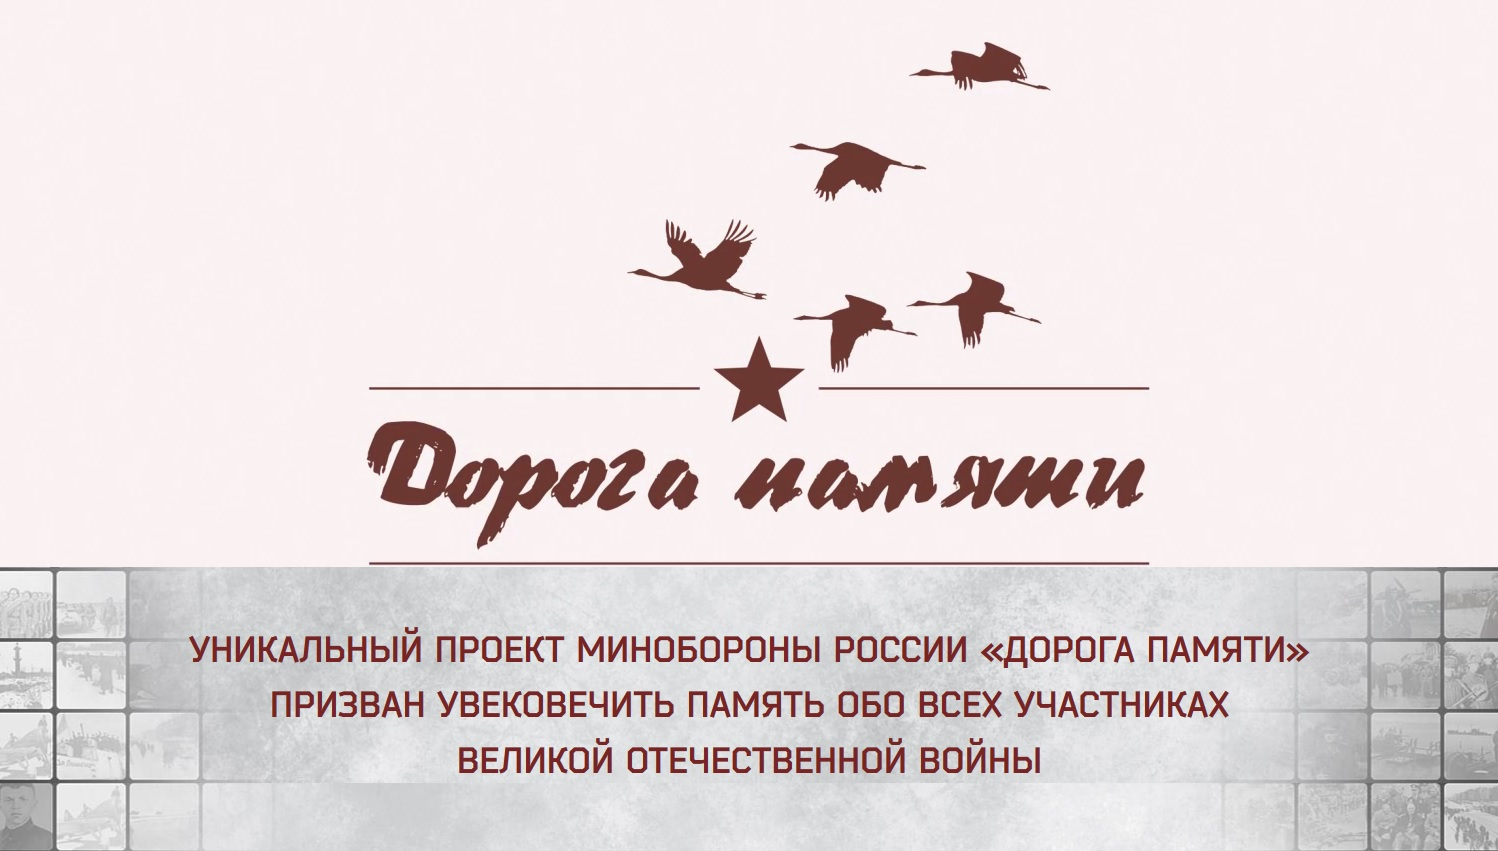 Дорога памяти
УНИКАЛЬНЫЙ ПРОЕКТ МИНОБОРОНЫ РОССИИ «ДОРОГА ПАМЯТИ»
ПРИЗВАН УВЕКОВЕЧИТЬ ПАМЯТЬ ОБО ВСЕХ УЧАСТНИКАХ
ВЕЛИКОЙ ОТЕЧЕСТВЕННОЙ ВОЙНЫ